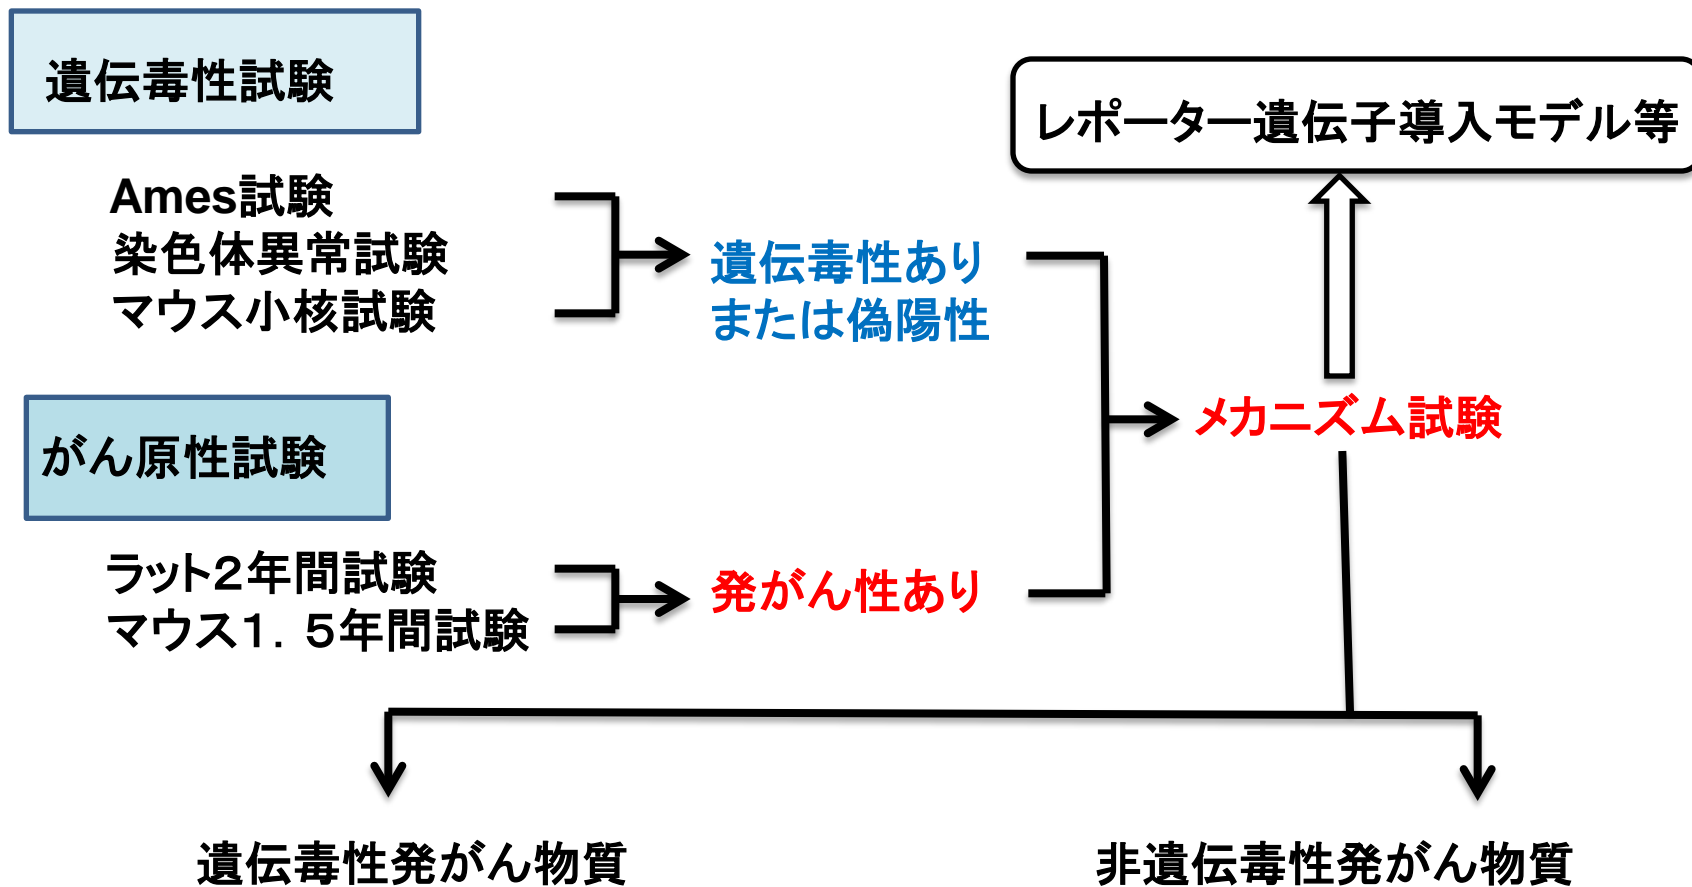 遺伝毒性試験
レポーター遺伝子導入モデル等
Ames試験
染色体異常試験
マウス小核試験
遺伝毒性あり
または偽陽性
メカニズム試験
がん原性試験
ラット２年間試験
マウス１．５年間試験
発がん性あり
遺伝毒性発がん物質
非遺伝毒性発がん物質